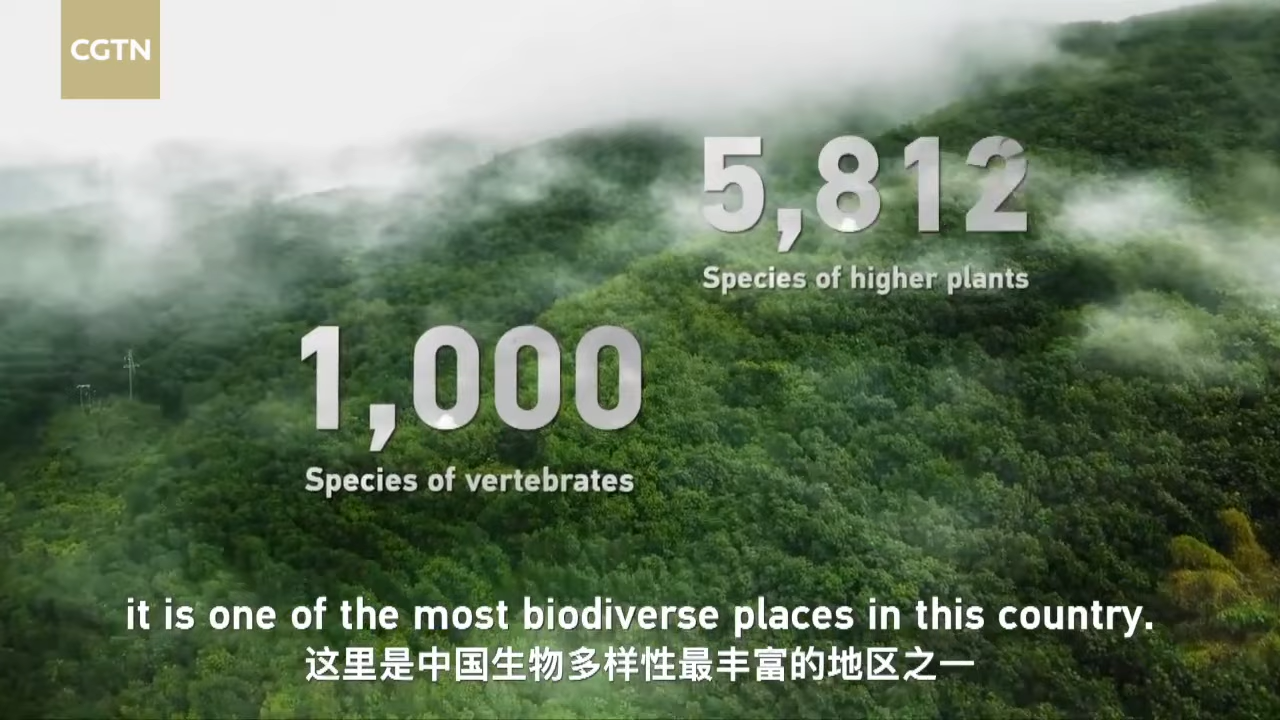 CGTN
5,812
Species of higher plants
1,000
Species of vertebrates
it is one of the most biodiverse places in this country.
这里是中国生物多样性最丰富的地区之一